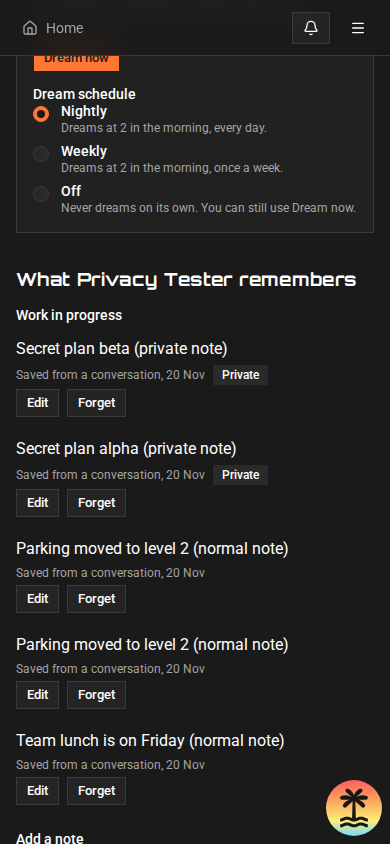 Home
Dream now
Dream schedule
Nightly
Dreams at 2 in the morning, every day.
Weekly
Dreams at 2 in the morning, once a week.
Off
Never dreams on its own. You can still use Dream now.
What Privacy Tester remembers
Work in progress
Secret plan beta (private note)
Saved from a conversation, 20 Nov Private
Edit Forget
Secret plan alpha (private note)
Saved from a conversation, 20 Nov Private
Edit Forget
Parking moved to level 2 (normal note)
Saved from a conversation, 20 Nov
Edit Forget
Parking moved to level 2 (normal note)
Saved from a conversation, 20 Nov
Edit Forget
Team lunch is on Friday (normal note)
Saved from a conversation, 20 Nov
Edit Forget
Add a note